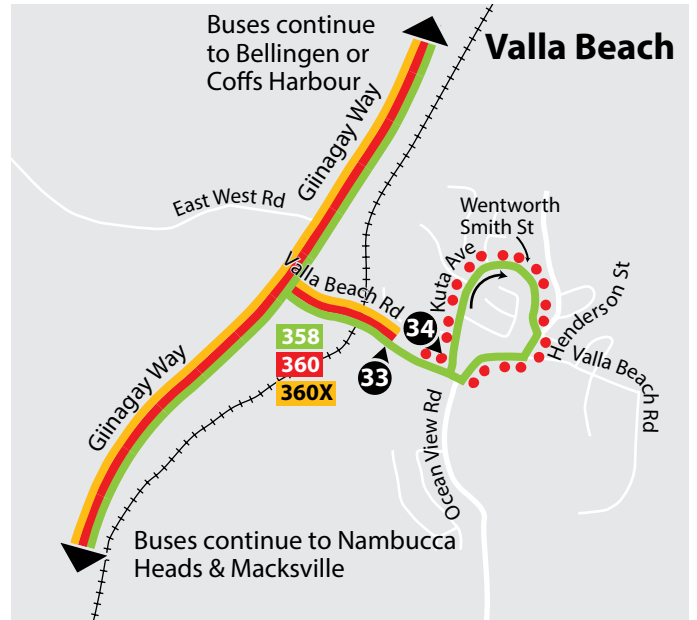 Buses continue
to Bellingen or
Coffs Harbour
Valla Beach
Giinagay Way
East West Rd
Wentworth
Smith St
Kuta Ave
Valla Beach Rd
Henderson St
34
358
360
33
360X
Valla Beach Rd
Giinagay Way
Ocean View Rd
Buses continue to Nambucca
Heads & Macksville